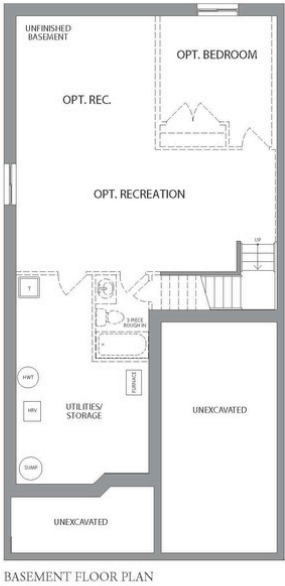 UNFINISHED
BASEMENT
OPT. BEDROOM
OPT. REC.
OPT. RECREATION
UP
T
3-PIECE
ROUGH IN
HWT
FURNACE
HRV
UTILITIES/
STORAGE
UNEXCAVATED
SUMP
UNEXCAVATED
BASEMENT FLOOR PLAN